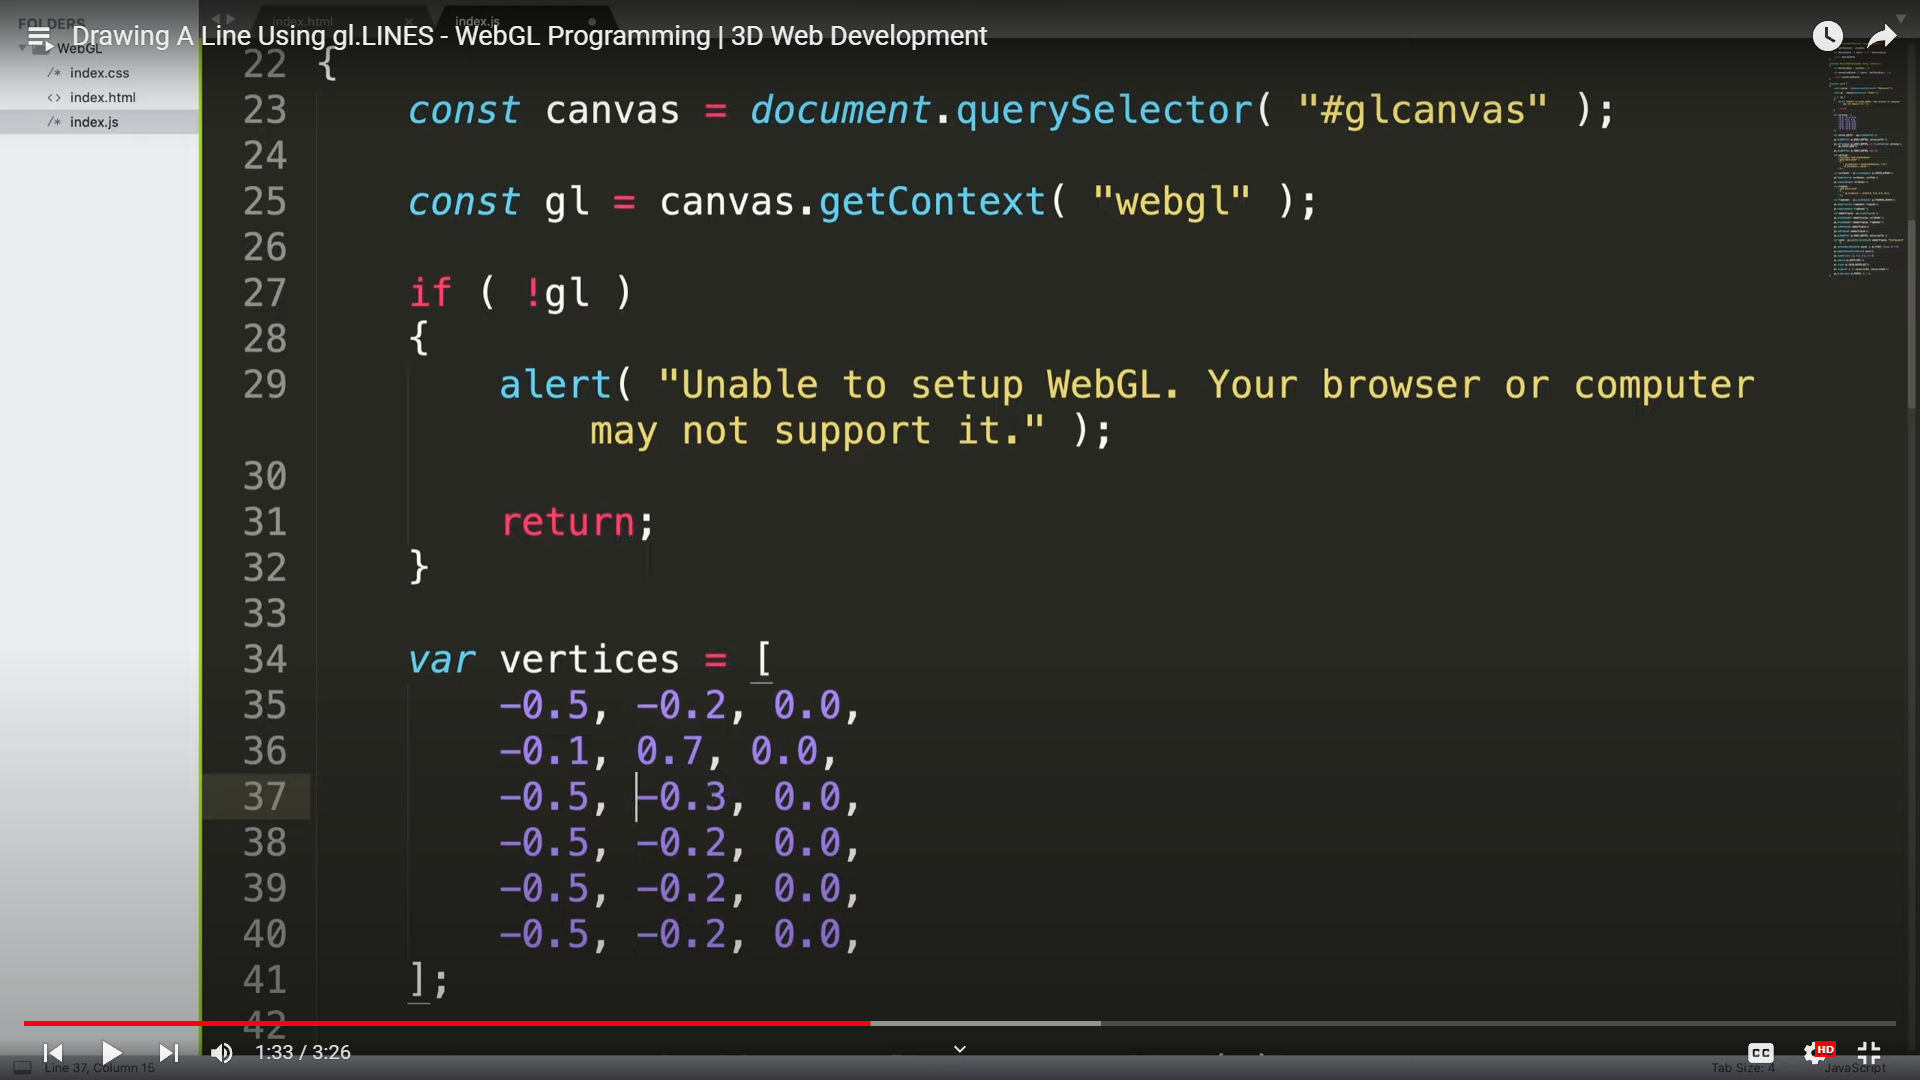 FOLDERS
WebGL
index.css
index.html
index.js
index.html
index.js
Drawing A Line Using gl.LINES - WebGL Programming | 3D Web Development
22 {
23 const canvas = document.querySelector( "#glcanvas" );
24
25 const gl = canvas.getContext( "webgl" );
26
27 if ( !gl )
28 {
29 alert( "Unable to setup WebGL. Your browser or computer
may not support it." );
30
31 return;
32 }
33
34 var vertices = [
35 -0.5, -0.2, 0.0,
36 -0.1, 0.7, 0.0,
37 -0.5, -0.3, 0.0,
38 -0.5, -0.2, 0.0,
39 -0.5, -0.2, 0.0,
40 -0.5, -0.2, 0.0,
41 ];
42
1:33 / 3:26
CC
HD
Line 37, Column 16
Tab Size: 4
JavaScript